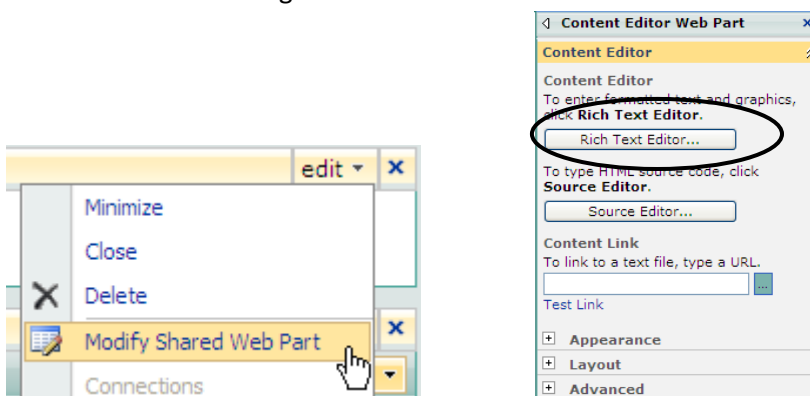 edit
Minimize
Close
Delete
Modify Shared Web Part
Connections
Content Editor Web Part
Content Editor
Content Editor
To enter formatted text and graphics,
click Rich Text Editor.
Rich Text Editor...
To type HTML source code, click
Source Editor.
Source Editor...
Content Link
To link to a text file, type a URL.
...
Test Link
Appearance
Layout
Advanced